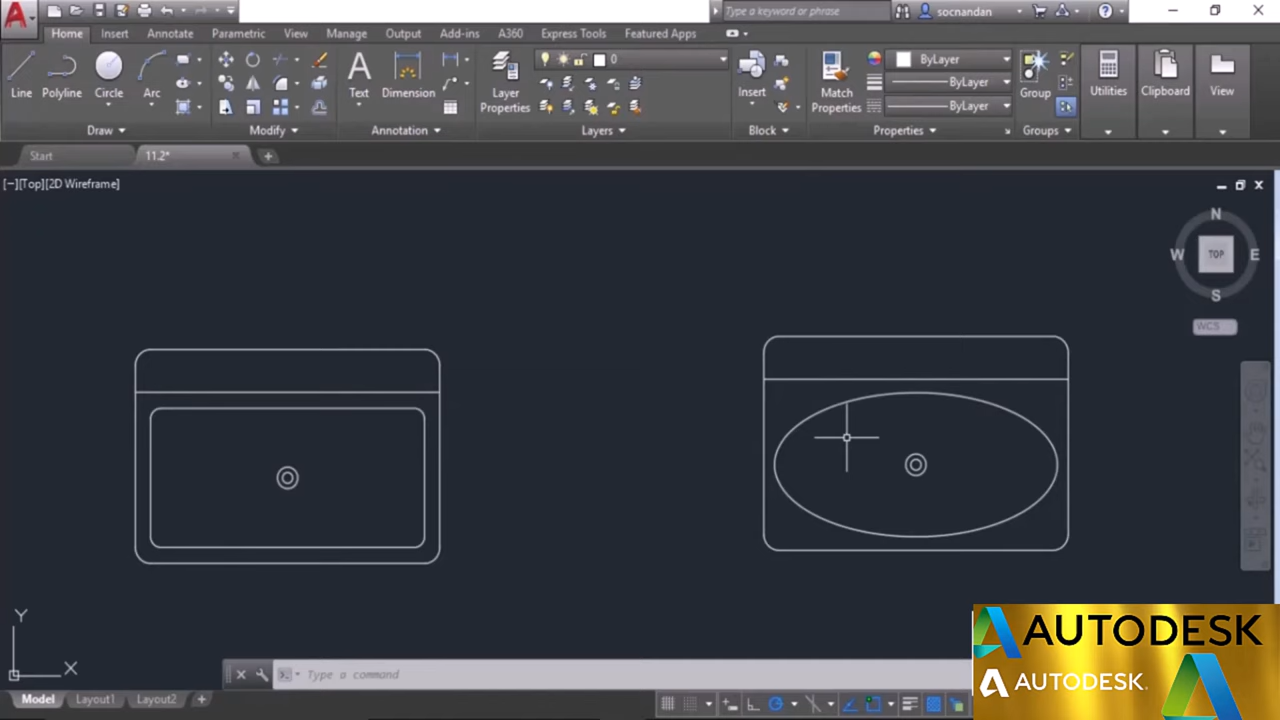 Type a keyword or phrase
socnandan
Home Insert Annotate Parametric View Manage Output Add-ins A360 Express Tools Featured Apps
Line Polyline Circle Arc
Text Dimension
Layer Properties
0
Insert
Match Properties
ByLayer
ByLayer
ByLayer
Group
Utilities
Clipboard
View
Draw Modify Annotation Layers Block Properties Groups
Start 11.2*
[−][Top][2D Wireframe]
N
W TOP E
S
WCS
Y
X
Type a command
Model Layout1 Layout2
AUTODESK
AUTODESK.